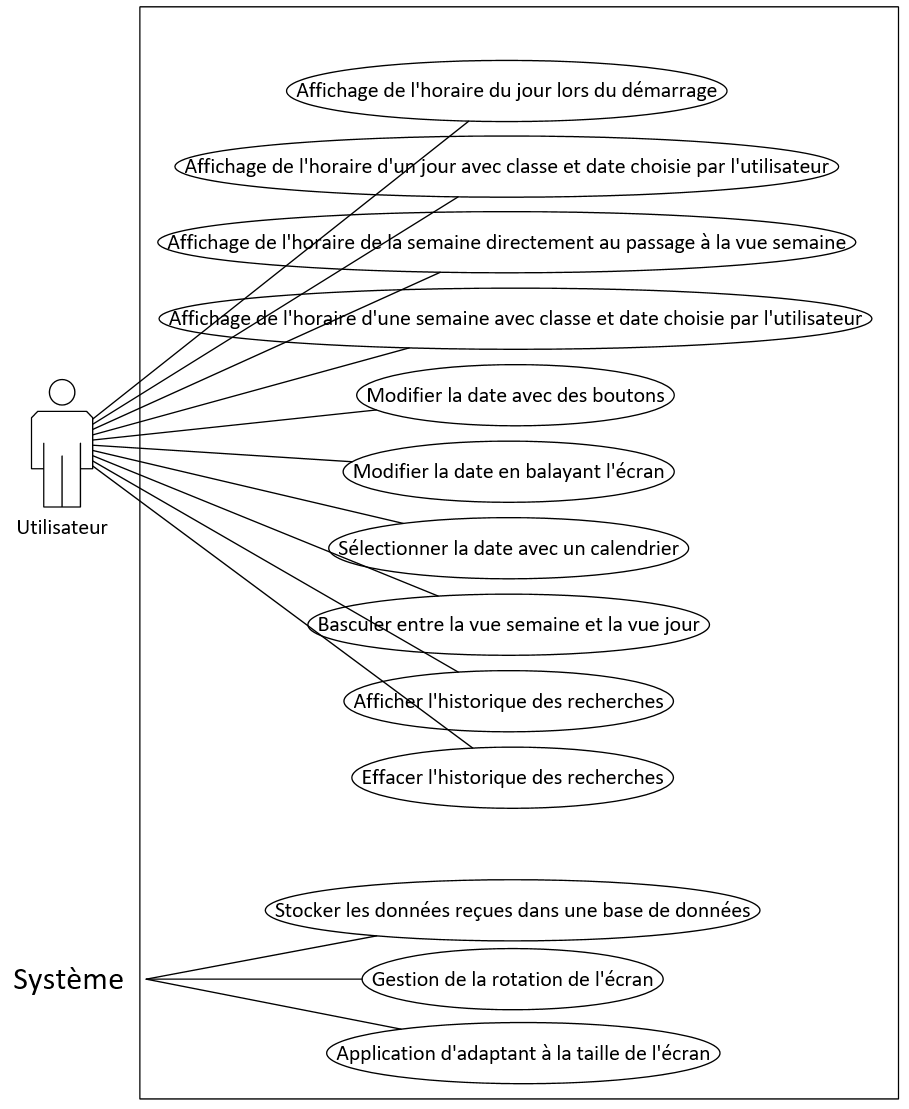 Affichage de l'horaire du jour lors du démarrage
Affichage de l'horaire d'un jour avec classe et date choisie par l'utilisateur
Affichage de l'horaire de la semaine directement au passage à la vue semaine
Affichage de l'horaire d'une semaine avec classe et date choisie par l'utilisateur
Modifier la date avec des boutons
Modifier la date en balayant l'écran
Utilisateur
Sélectionner la date avec un calendrier
Basculer entre la vue semaine et la vue jour
Afficher l'historique des recherches
Effacer l'historique des recherches
Stocker les données reçues dans une base de données
Système
Gestion de la rotation de l'écran
Application d'adaptant à la taille de l'écran